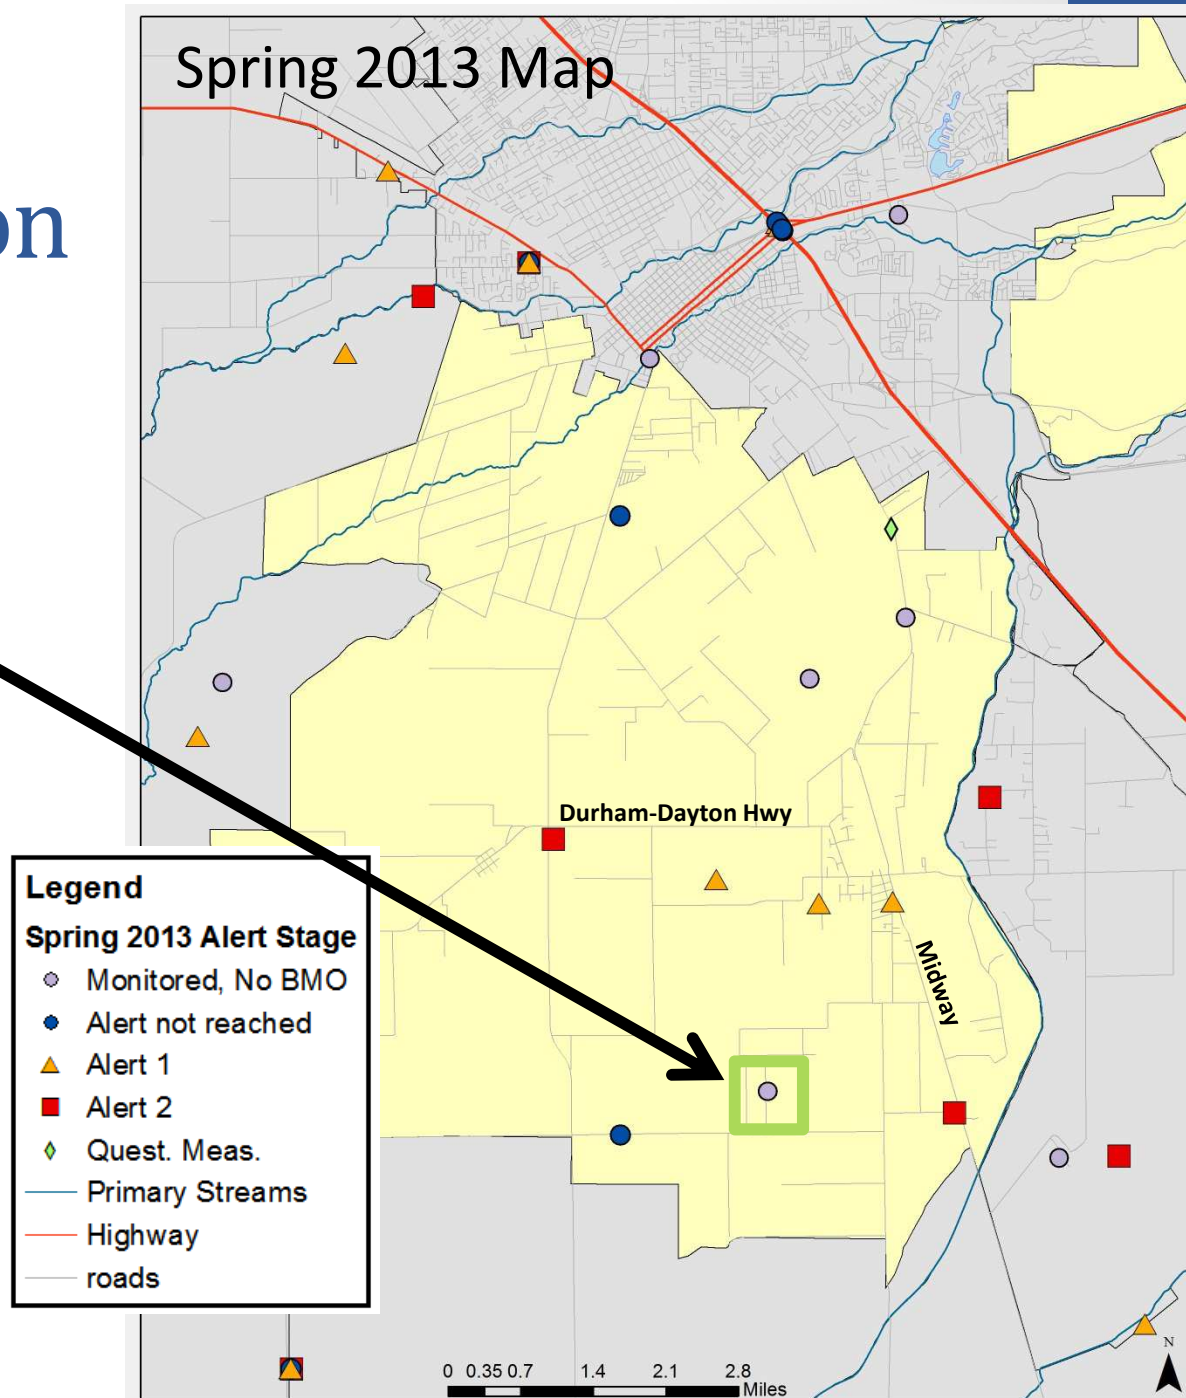 Spring 2013 Map
on
Durham-Dayton Hwy
Midway
Legend
Spring 2013 Alert Stage
Monitored, No BMO
Alert not reached
Alert 1
Alert 2
Quest. Meas.
Primary Streams
Highway
roads
0 0.35 0.7 1.4 2.1 2.8
Miles
N